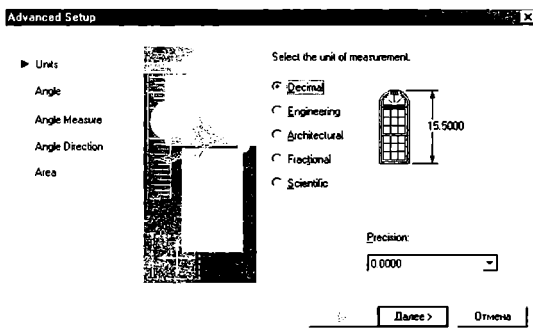 Advanced Setup
Units
Angle
Angle Measure
Angle Direction
Area
Select the unit of measurement.
Decimal
Engineering
Architectural
Fractional
Scientific
15.5000
Precision:
0.0000
Далее >
Отмена